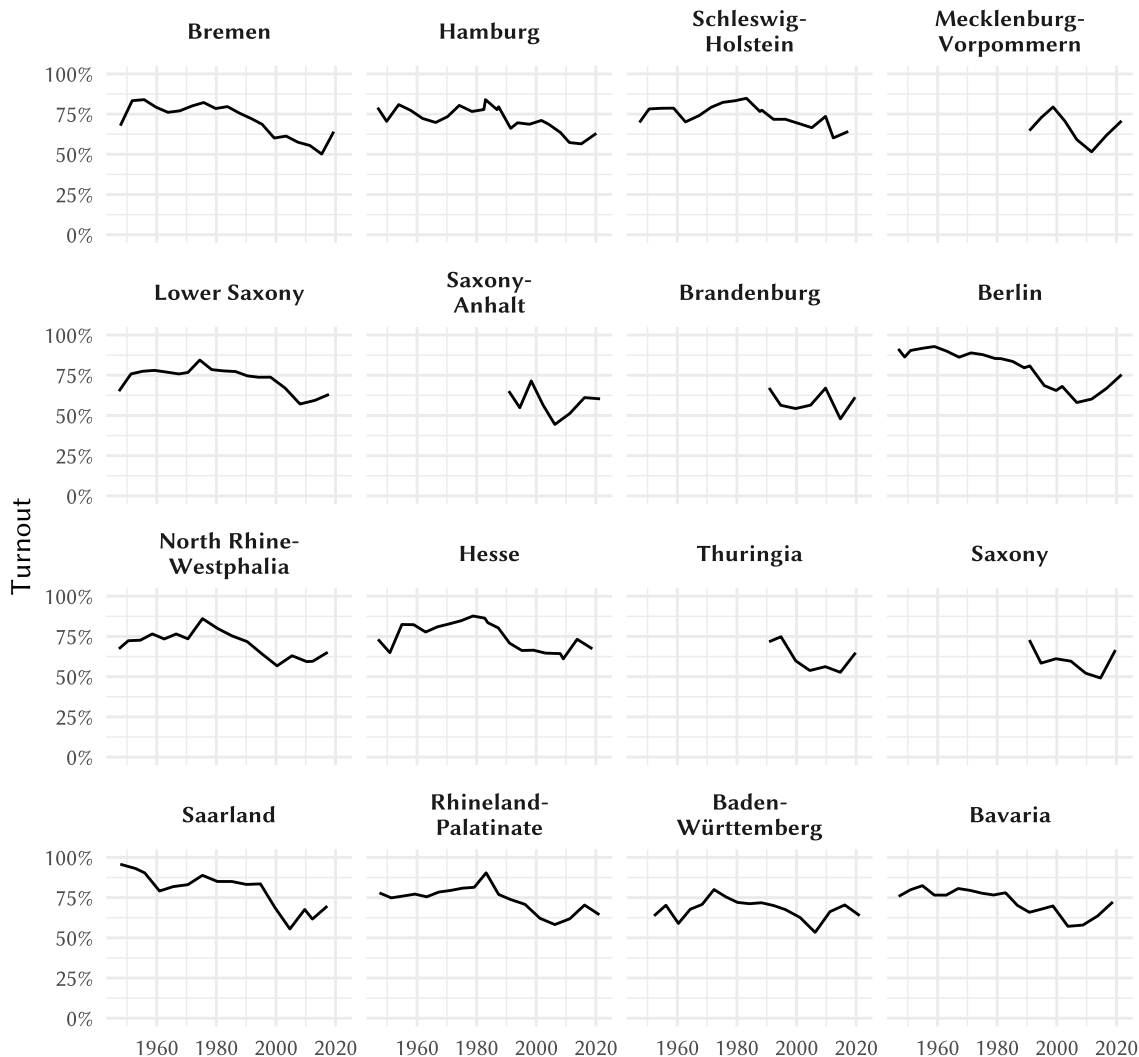 Bremen
Hamburg
Schleswig-
Holstein
Mecklenburg-
Vorpommern
100%
75%
50%
25%
0%
Lower Saxony
Saxony-
Anhalt
Brandenburg
Berlin
100%
75%
50%
25%
0%
Turnout
North Rhine-
Westphalia
Hesse
Thuringia
Saxony
100%
75%
50%
25%
0%
Saarland
Rhineland-
Palatinate
Baden-
Württemberg
Bavaria
100%
75%
50%
25%
0%
1960 1980 2000 2020 1960 1980 2000 2020 1960 1980 2000 2020 1960 1980 2000 2020